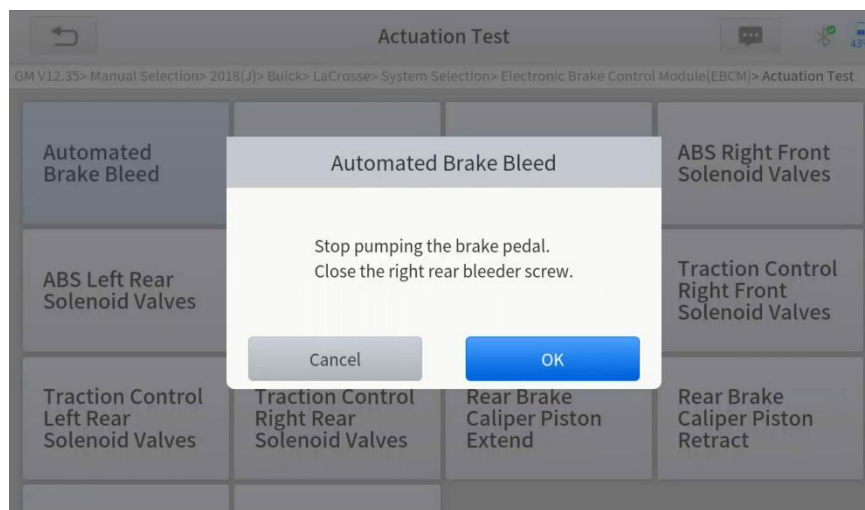 Actuation Test
43
GM V12.35> Manual Selection> 2018(J)> Buick> LaCrosse> System Selection> Electronic Brake Control Module(EBCM)> Actuation Test
Automated
Brake Bleed
ABS Right Front
Solenoid Valves
Automated Brake Bleed
Stop pumping the brake pedal.
Close the right rear bleeder screw.
Cancel
OK
ABS Left Rear
Solenoid Valves
Traction Control
Right Front
Solenoid Valves
Traction Control
Left Rear
Solenoid Valves
Traction Control
Right Rear
Solenoid Valves
Rear Brake
Caliper Piston
Extend
Rear Brake
Caliper Piston
Retract